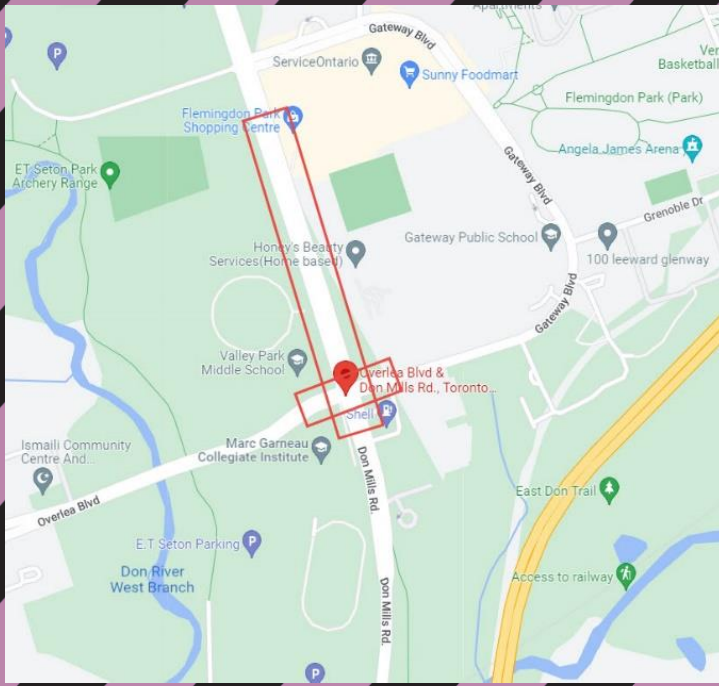 Apartments
Gateway Blvd
P
ServiceOntario
Sunny Foodmart
Basketball
Flemingdon Park
Shopping Centre
Flemingdon Park (Park)
Angela James Arena
Gateway Blvd
ET Seton Park
Archery Range
Grenoble Dr
Gateway Public School
100 leeward glenway
Honey's Beauty
Services(Home based)
Gateway Blvd
Valley Park
Middle School
Overlea Blvd &
Don Mills Rd., Toronto...
Shell
Marc Garneau
Collegiate Institute
Ismaili Community
Centre And...
Don Mills Rd.
East Don Trail
Overlea Blvd
E.T Seton Parking
P
Don River
West Branch
Access to railway
Don Mills Rd.
P